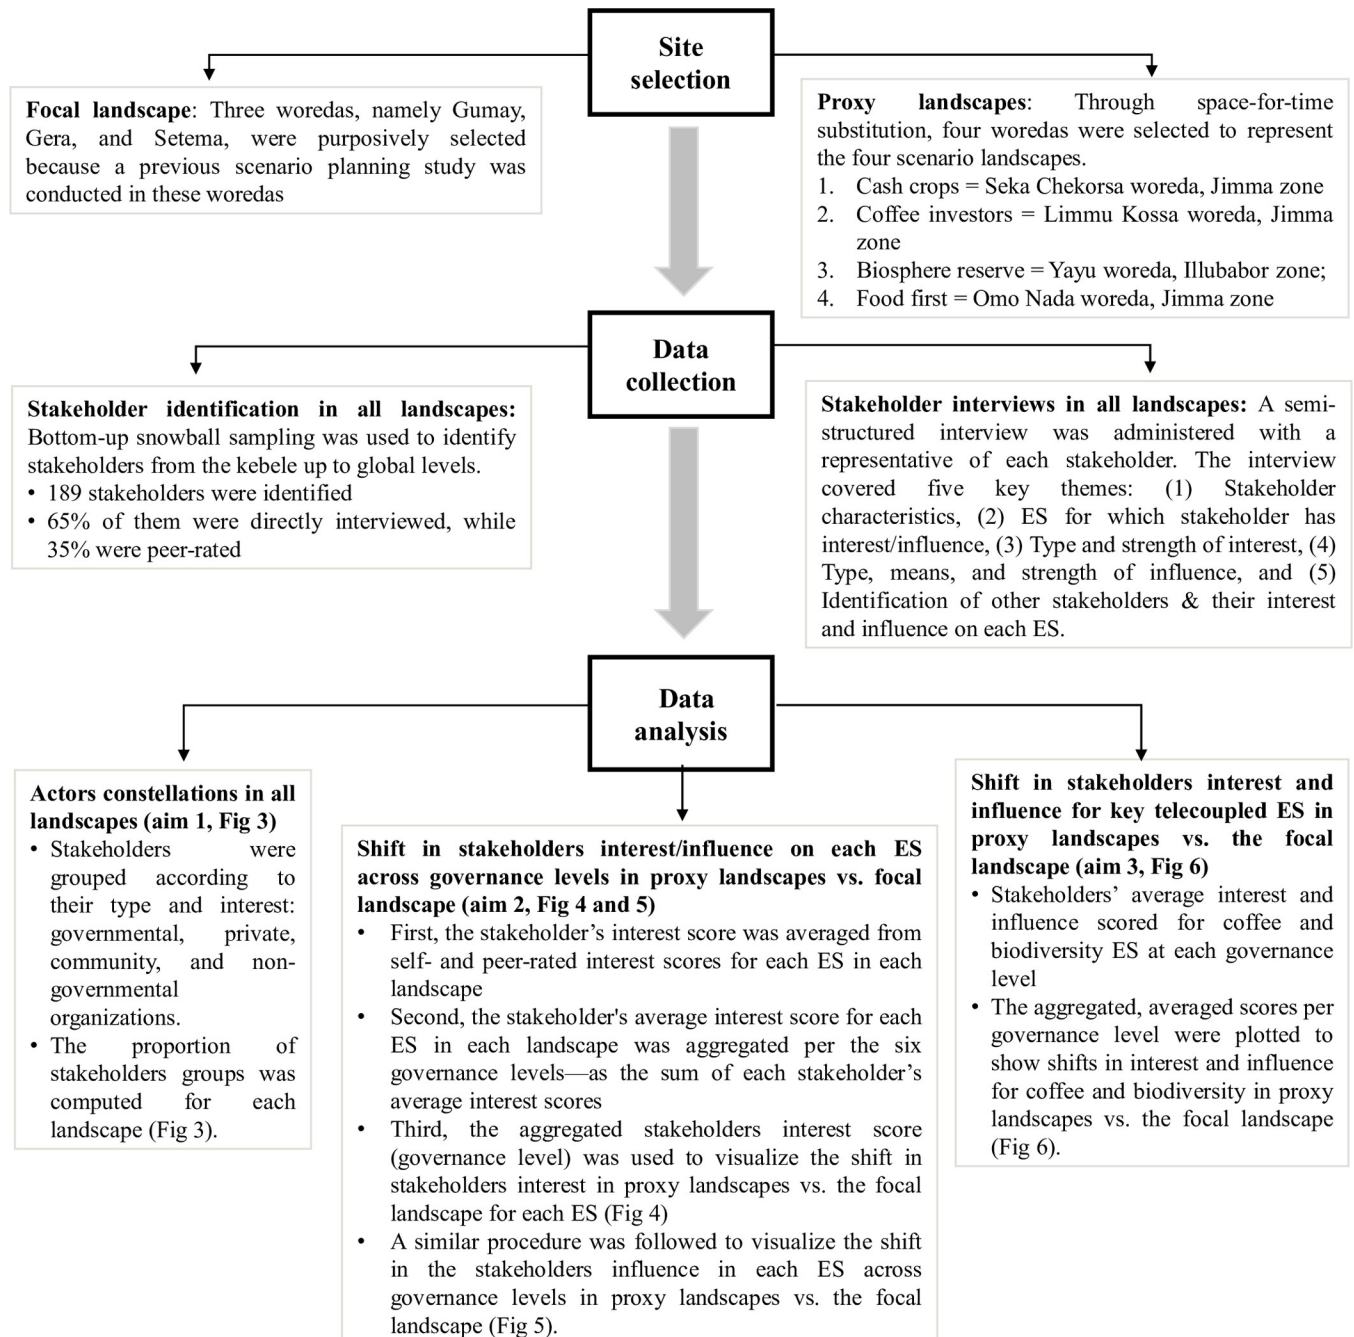 Site
selection
Focal landscape: Three woredas, namely Gumay,
Gera, and Setema, were purposively selected
because a previous scenario planning study was
conducted in these woredas
Proxy landscapes: Through space-for-time
substitution, four woredas were selected to represent
the four scenario landscapes.
1. Cash crops = Seka Chekorsa woreda, Jimma zone
2. Coffee investors = Limmu Kossa woreda, Jimma
zone
3. Biosphere reserve = Yayu woreda, Illubabor zone;
4. Food first = Omo Nada woreda, Jimma zone
Data
collection
Stakeholder identification in all landscapes:
Bottom-up snowball sampling was used to identify
stakeholders from the kebele up to global levels.
• 189 stakeholders were identified
• 65% of them were directly interviewed, while
35% were peer-rated
Stakeholder interviews in all landscapes: A semi-
structured interview was administered with a
representative of each stakeholder. The interview
covered five key themes: (1) Stakeholder
characteristics, (2) ES for which stakeholder has
interest/influence, (3) Type and strength of interest, (4)
Type, means, and strength of influence, and (5)
Identification of other stakeholders & their interest
and influence on each ES.
Data
analysis
Actors constellations in all
landscapes (aim 1, Fig 3)
• Stakeholders were
grouped according to
their type and interest:
governmental, private,
community, and non-
governmental
organizations.
• The proportion of
stakeholders groups was
computed for each
landscape (Fig 3).
Shift in stakeholders interest/influence on each ES
across governance levels in proxy landscapes vs. focal
landscape (aim 2, Fig 4 and 5)
• First, the stakeholder’s interest score was averaged from
self- and peer-rated interest scores for each ES in each
landscape
• Second, the stakeholder's average interest score for each
ES in each landscape was aggregated per the six
governance levels—as the sum of each stakeholder’s
average interest scores
• Third, the aggregated stakeholders interest score
(governance level) was used to visualize the shift in
stakeholders interest in proxy landscapes vs. the focal
landscape for each ES (Fig 4)
• A similar procedure was followed to visualize the shift
in the stakeholders influence in each ES across
governance levels in proxy landscapes vs. the focal
landscape (Fig 5).
Shift in stakeholders interest and
influence for key telecoupled ES in
proxy landscapes vs. the focal
landscape (aim 3, Fig 6)
• Stakeholders’ average interest and
influence scored for coffee and
biodiversity ES at each governance
level
• The aggregated, averaged scores per
governance level were plotted to
show shifts in interest and influence
for coffee and biodiversity in proxy
landscapes vs. the focal landscape
(Fig 6).